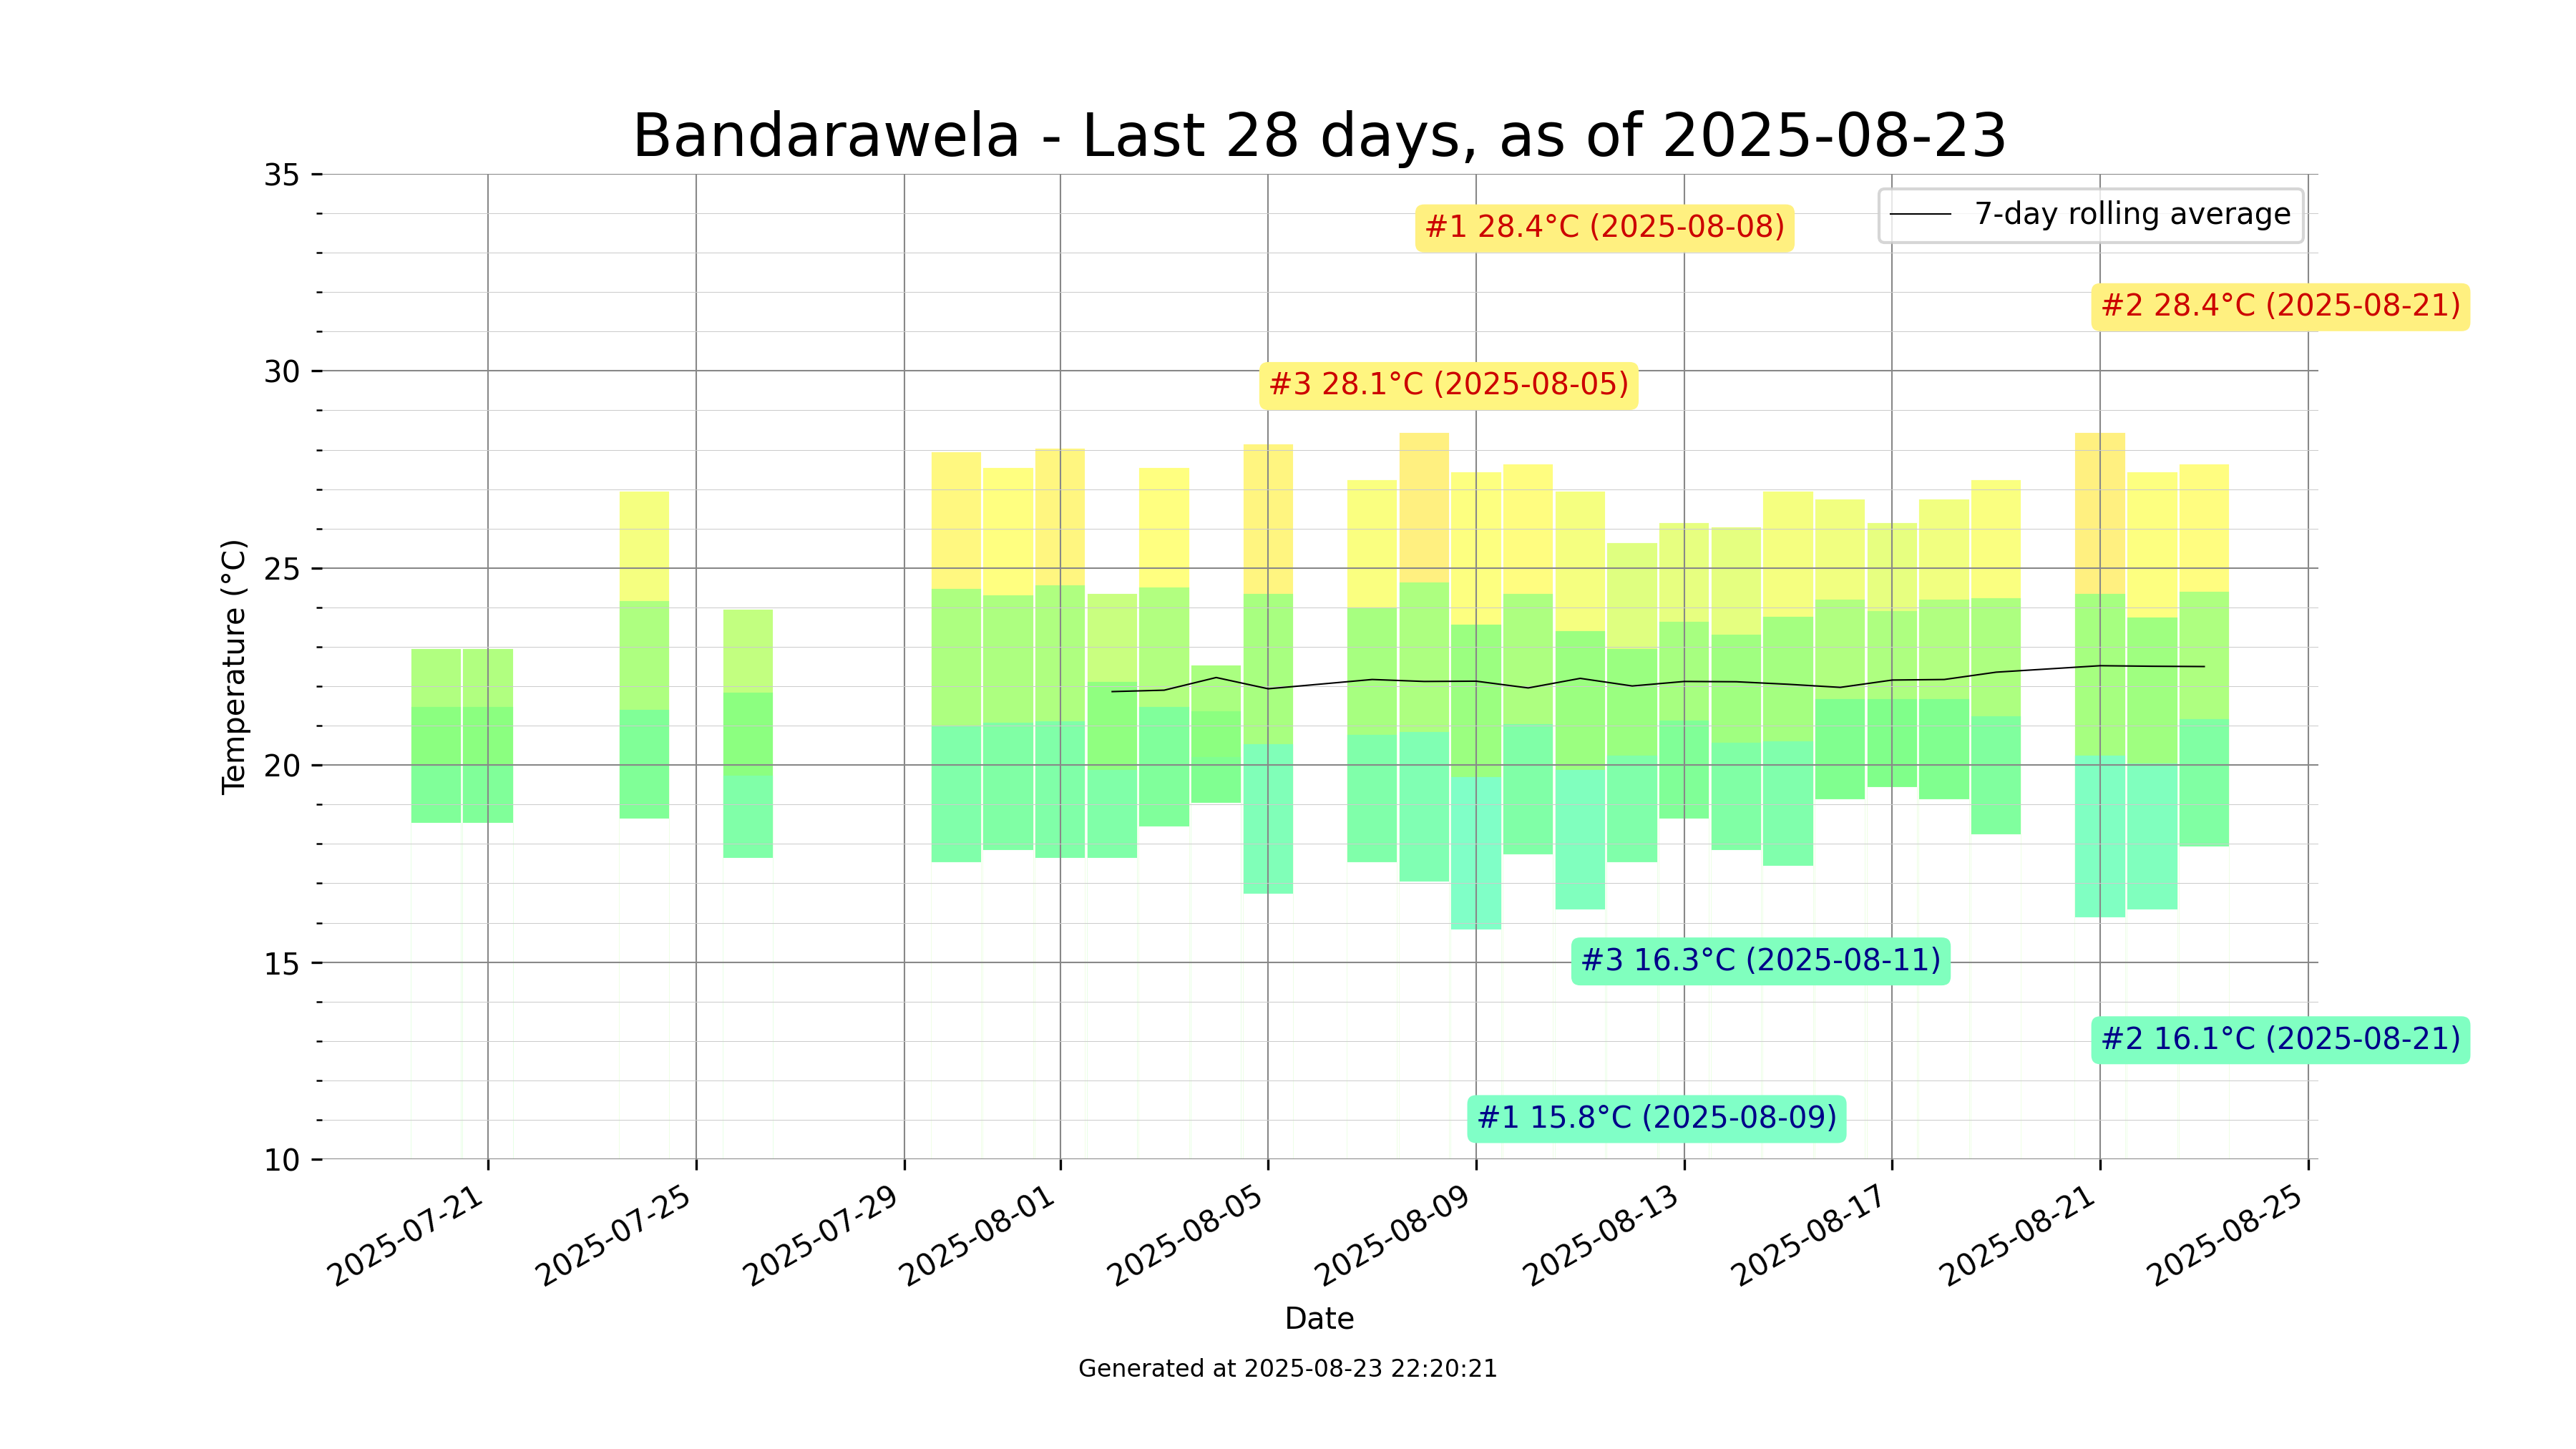 Bandarawela - Last 28 days, as of 2025-08-23
35
30
25
20
15
10
Temperature (°C)
7-day rolling average
#1 28.4°C (2025-08-08)
#2 28.4°C (2025-08-21)
#3 28.1°C (2025-08-05)
#3 16.3°C (2025-08-11)
#2 16.1°C (2025-08-21)
#1 15.8°C (2025-08-09)
2025-07-21
2025-07-25
2025-07-29
2025-08-01
2025-08-05
2025-08-09
2025-08-13
2025-08-17
2025-08-21
2025-08-25
Date
Generated at 2025-08-23 22:20:21